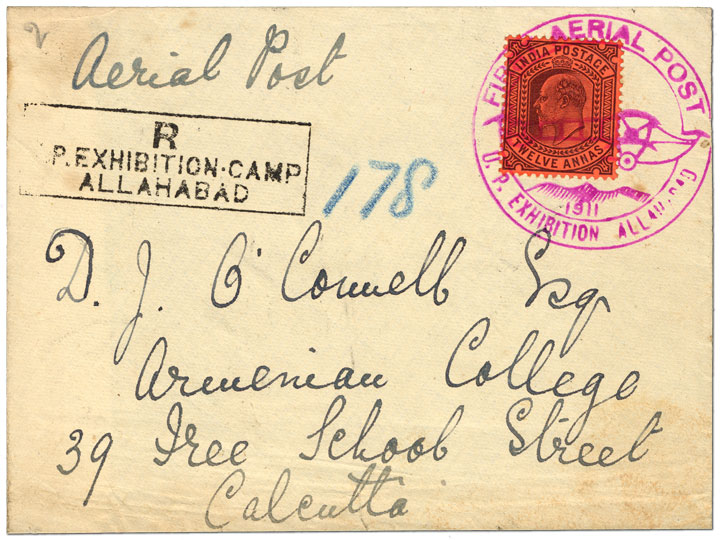 2
Aerial Post
FIRST AERIAL POST
INDIA POSTAGE
TWELVE ANNAS
1911
U.P. EXHIBITION ALLAHABAD
R
.P. EXHIBITION·CAMP
ALLAHABAD
178
D. J. O'Connell Esq
Armenian College
39 Free School Street
Calcutta